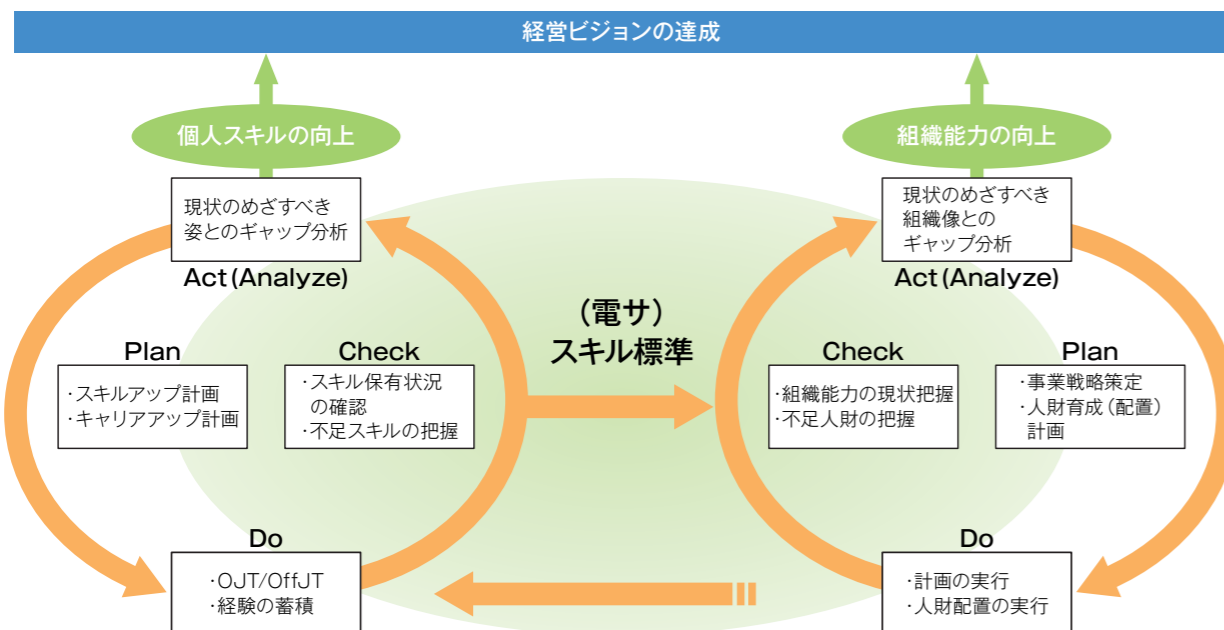 経営ビジョンの達成
個人スキルの向上
組織能力の向上
現状のめざすべき
姿とのギャップ分析
Act(Analyze)
現状のめざすべき
組織像との
ギャップ分析
Act(Analyze)
（電サ）
スキル標準
Plan
・スキルアップ計画
・キャリアアップ計画
Check
・スキル保有状況
の確認
・不足スキルの把握
Check
・組織能力の現状把握
・不足人財の把握
Plan
・事業戦略策定
・人財育成（配置）
計画
Do
・OJT/OffJT
・経験の蓄積
Do
・計画の実行
・人財配置の実行